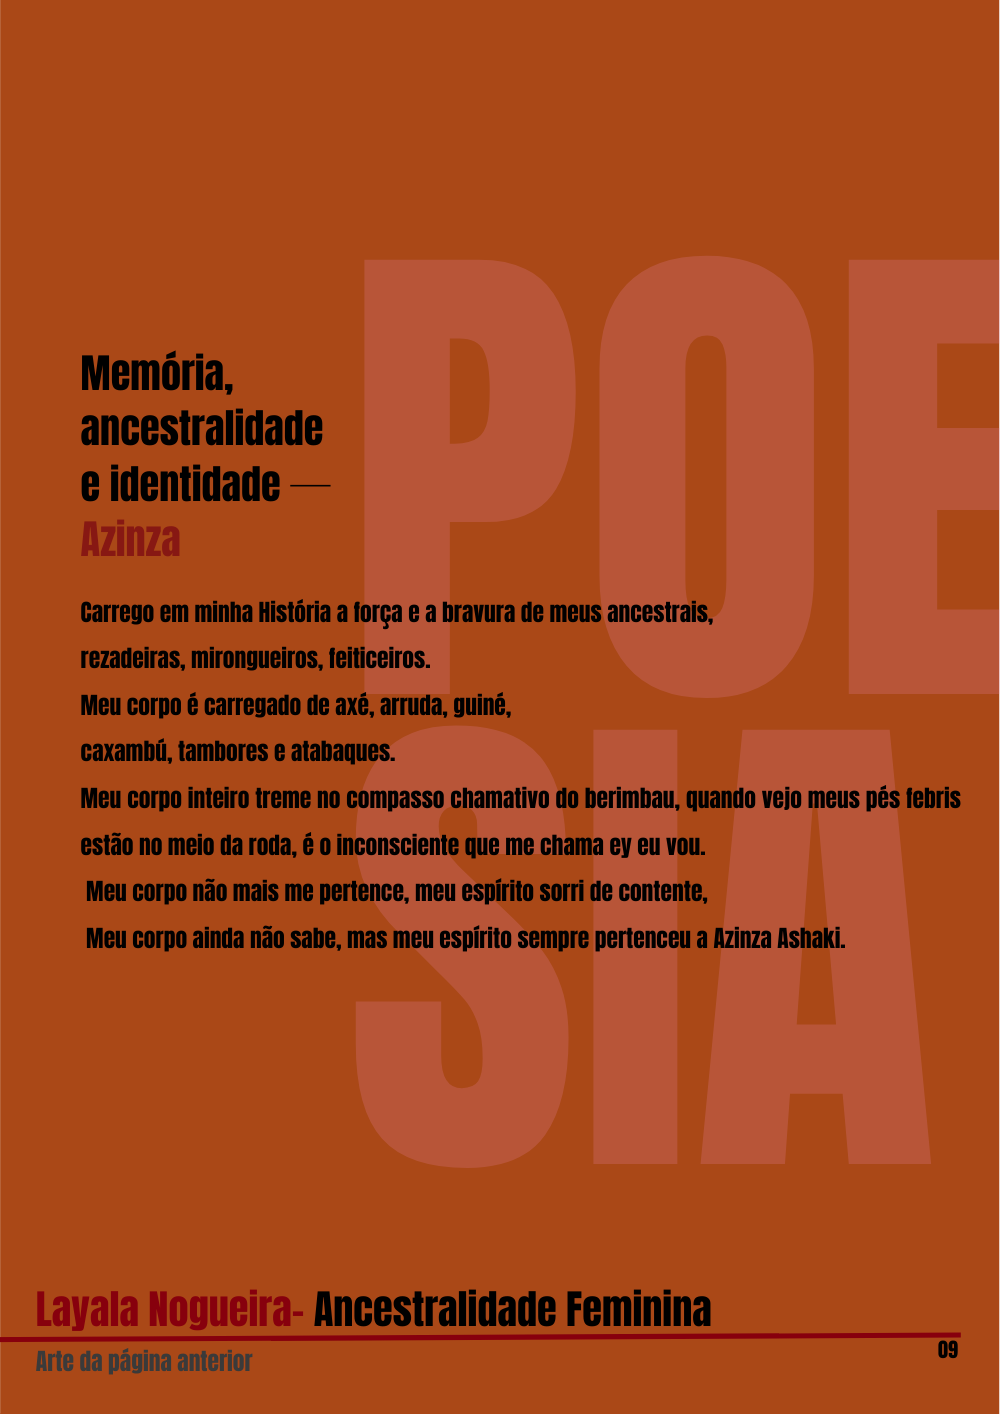 POE
SIA
Memória,
ancestralidade
e identidade —
Azinza
Carrego em minha História a força e a bravura de meus ancestrais,
rezadeiras, mirongueiros, feiticeiros.
Meu corpo é carregado de axé, arruda, guiné,
caxambú, tambores e atabaques.
Meu corpo inteiro treme no compasso chamativo do berimbau, quando vejo meus pés febris
estão no meio da roda, é o inconsciente que me chama ey eu vou.
Meu corpo não mais me pertence, meu espírito sorri de contente,
Meu corpo ainda não sabe, mas meu espírito sempre pertenceu a Azinza Ashaki.
Layala Nogueira- Ancestralidade Feminina
Arte da página anterior
09